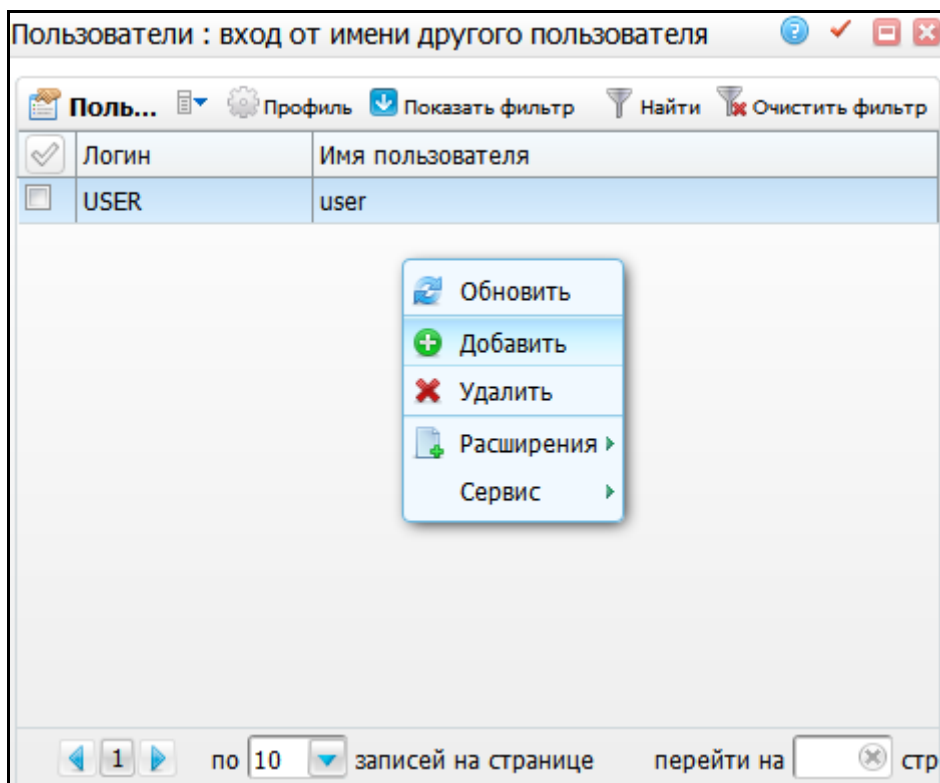 Пользователи : вход от имени другого пользователя
Поль... Профиль Показать фильтр Найти Очистить фильтр
Логин Имя пользователя
USER user
Обновить
Добавить
Удалить
Расширения
Сервис
1 по 10 записей на странице перейти на стр